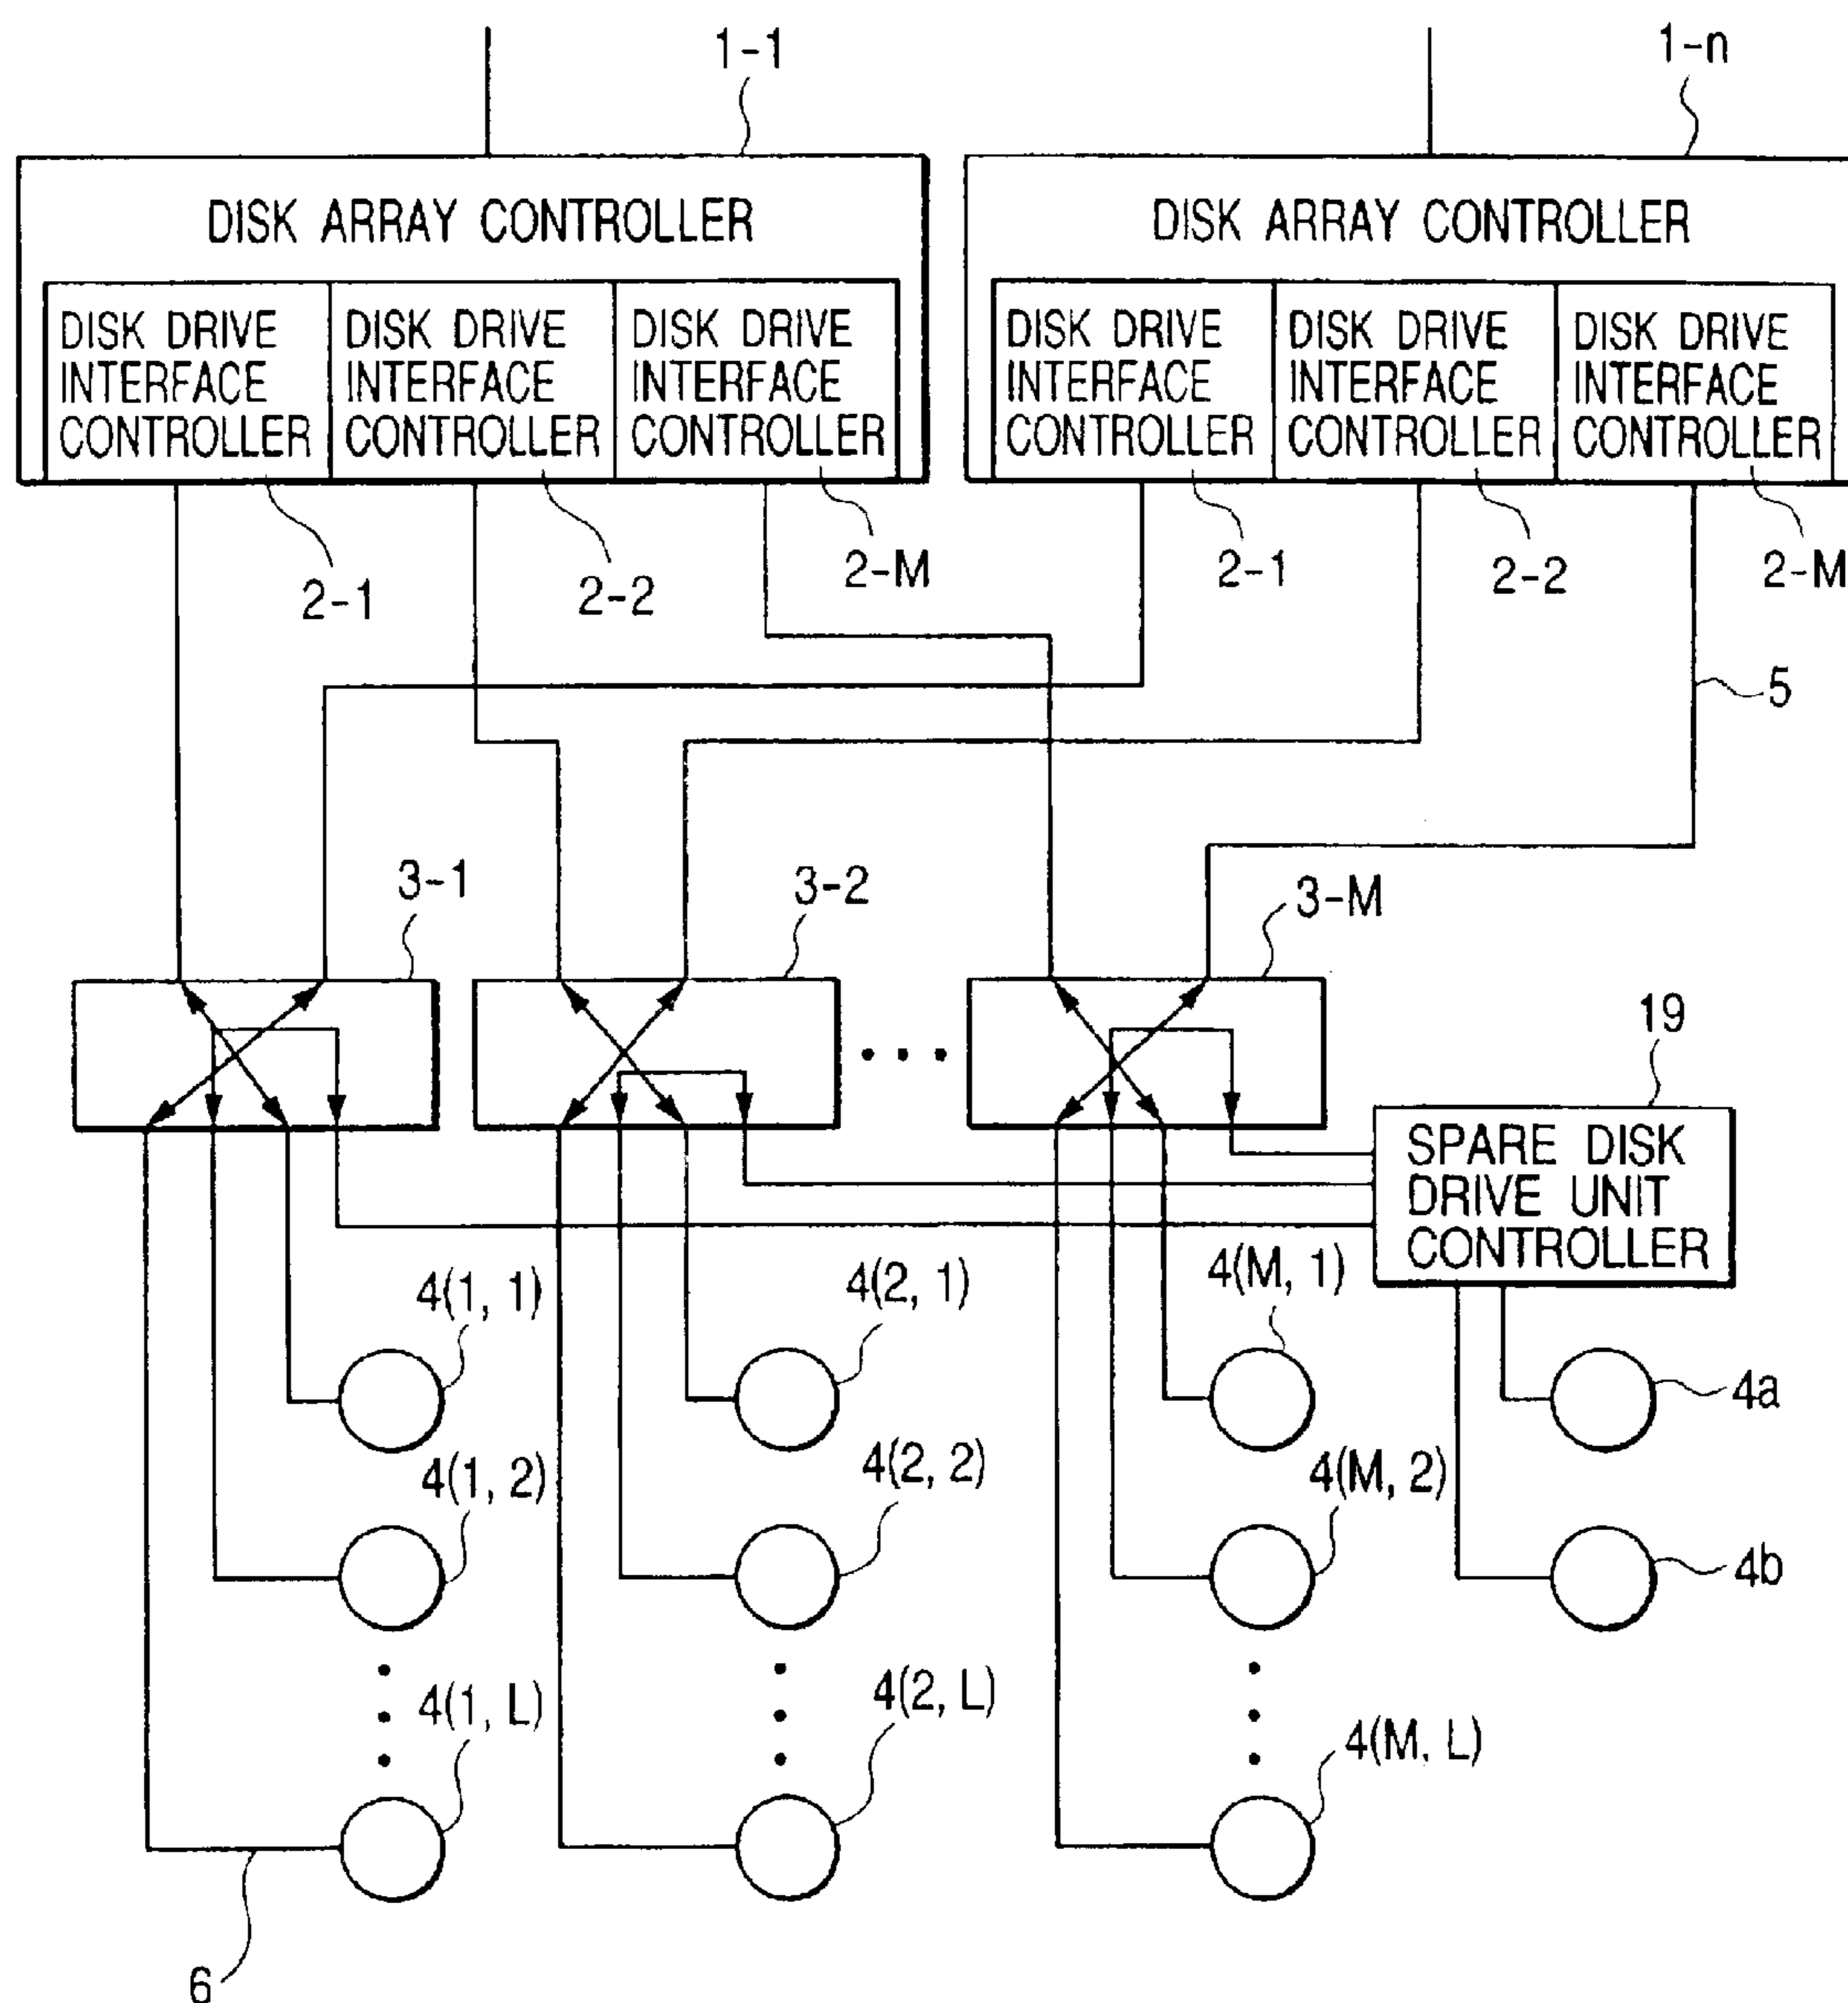 1-1
1-n
DISK ARRAY CONTROLLER
DISK ARRAY CONTROLLER
DISK DRIVE
INTERFACE
CONTROLLER
DISK DRIVE
INTERFACE
CONTROLLER
DISK DRIVE
INTERFACE
CONTROLLER
DISK DRIVE
INTERFACE
CONTROLLER
DISK DRIVE
INTERFACE
CONTROLLER
DISK DRIVE
INTERFACE
CONTROLLER
2-1
2-2
2-M
2-1
2-2
2-M
5
3-1
3-2
3-M
19
SPARE DISK
DRIVE UNIT
CONTROLLER
4(1, 1)
4(2, 1)
4(M, 1)
4a
4(1, 2)
4(2, 2)
4(M, 2)
4b
4(1, L)
4(2, L)
4(M, L)
6